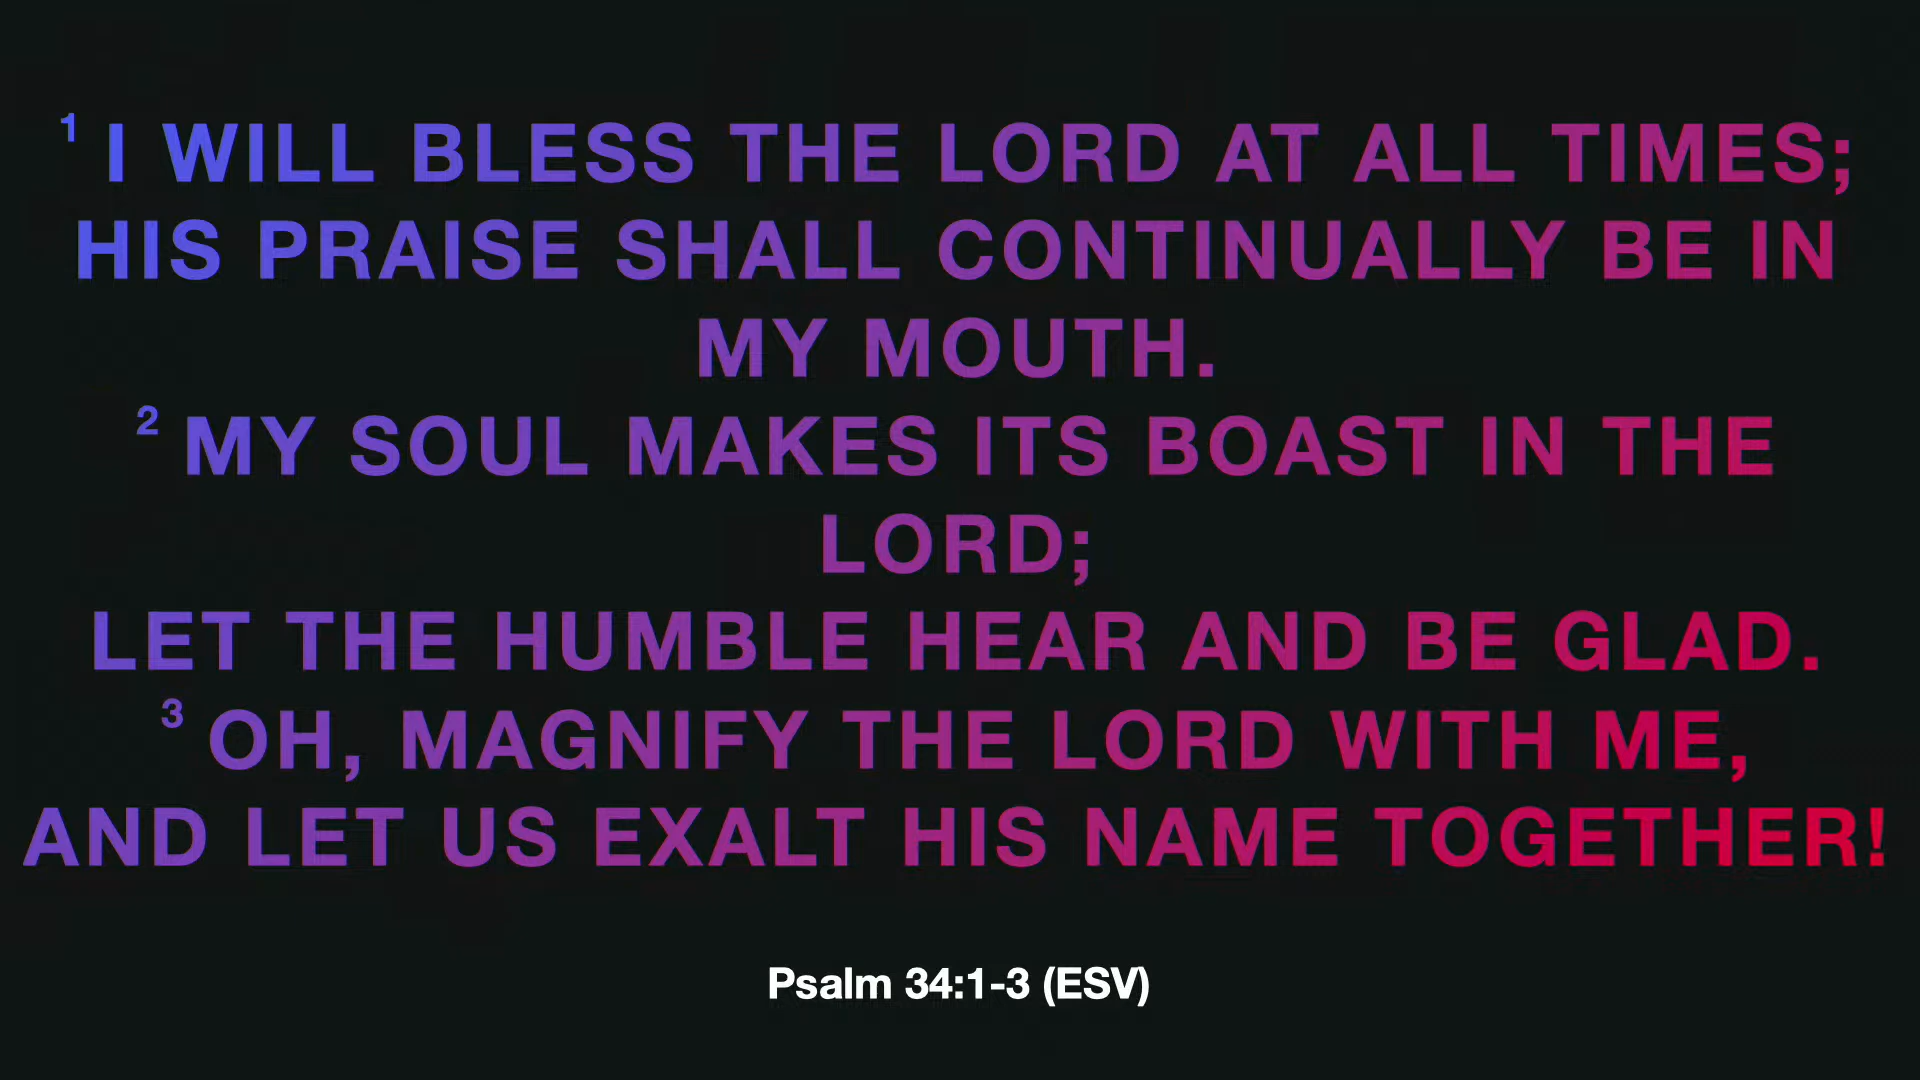 1 I WILL BLESS THE LORD AT ALL TIMES;
HIS PRAISE SHALL CONTINUALLY BE IN
MY MOUTH.
2 MY SOUL MAKES ITS BOAST IN THE
LORD;
LET THE HUMBLE HEAR AND BE GLAD.
3 OH, MAGNIFY THE LORD WITH ME,
AND LET US EXALT HIS NAME TOGETHER!
Psalm 34:1-3 (ESV)